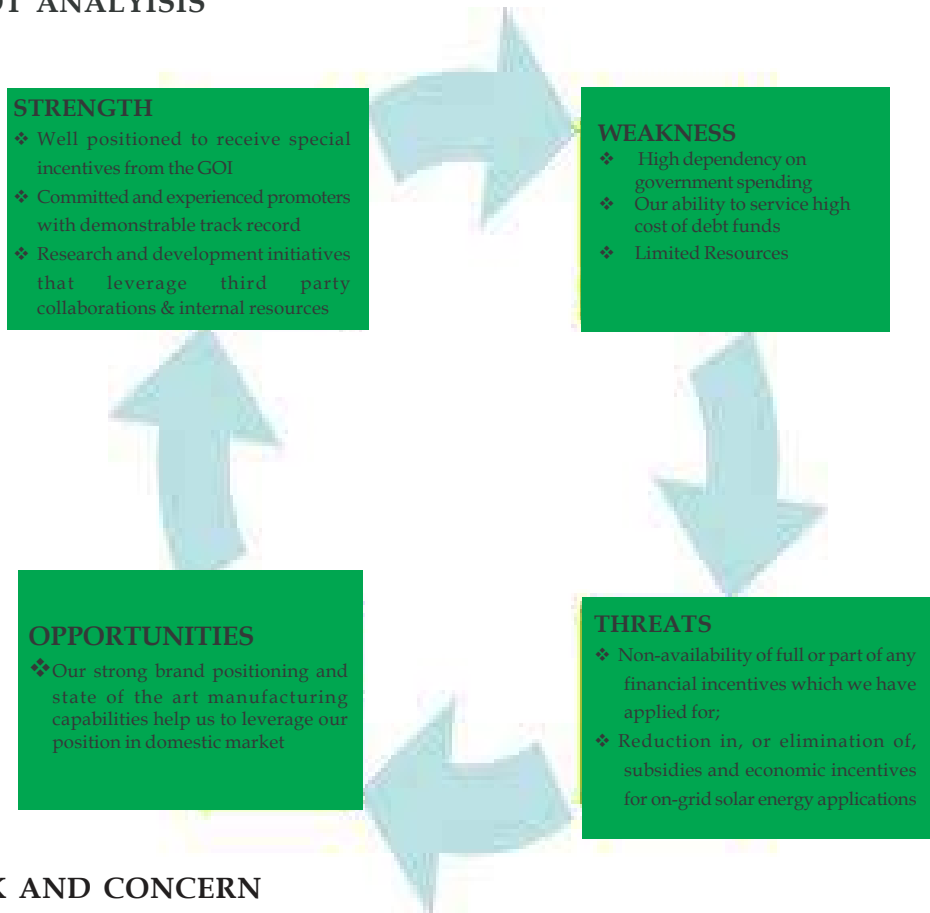 ANALYISIS
STRENGTH
❖ Well positioned to receive special
incentives from the GOI
❖ Committed and experienced promoters
with demonstrable track record
❖ Research and development initiatives
that leverage third party
collaborations & internal resources
WEAKNESS
❖ High dependency on
government spending
❖ Our ability to service high
cost of debt funds
❖ Limited Resources
OPPORTUNITIES
❖Our strong brand positioning and
state of the art manufacturing
capabilities help us to leverage our
position in domestic market
THREATS
❖ Non-availability of full or part of any
financial incentives which we have
applied for;
❖ Reduction in, or elimination of,
subsidies and economic incentives
for on-grid solar energy applications
AND CONCERN